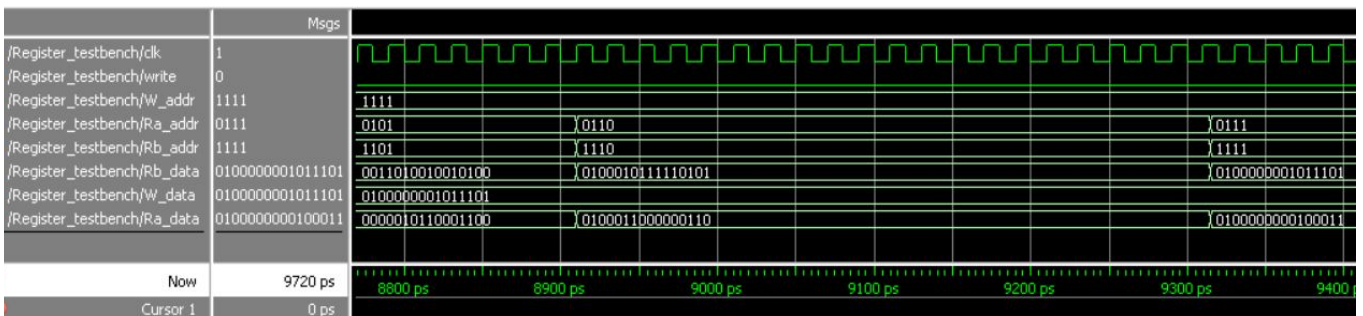 Msgs
/Register_testbench/clk 1
/Register_testbench/write 0
/Register_testbench/W_addr 1111 1111
/Register_testbench/Ra_addr 0111 0101 0110 0111
/Register_testbench/Rb_addr 1111 1101 1110 1111
/Register_testbench/Rb_data 0100000001011101 0011010010010100 0100010111110101 0100000001011101
/Register_testbench/W_data 0100000001011101 0100000001011101
/Register_testbench/Ra_data 0100000000100011 0000010110001100 0100011000000110 0100000000100011
Now 9720 ps 8800 ps 8900 ps 9000 ps 9100 ps 9200 ps 9300 ps 9400 p
Cursor 1 0 ps